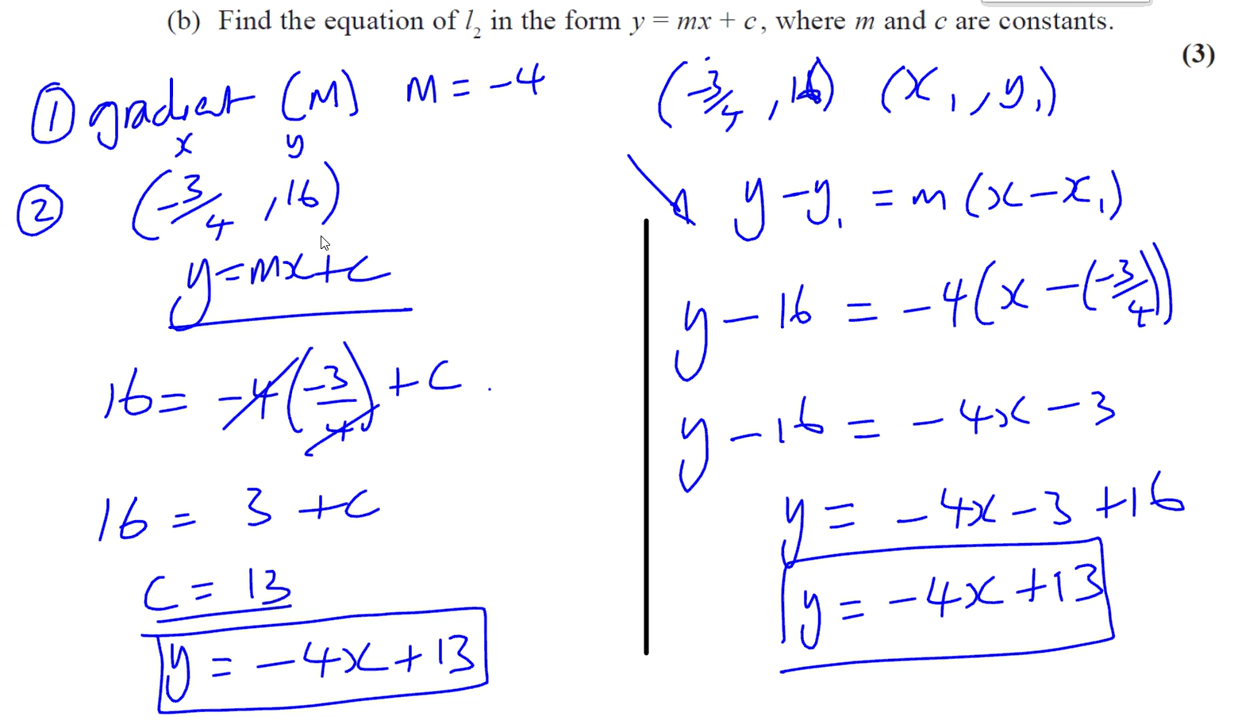 (b) Find the equation of l₂ in the form y = mx + c, where m and c are constants.
(3)
① gradient (M) M = -4
x y
② (-3/4, 16)
y = mx + c
16 = -4(-3/4) + c
16 = 3 + c
c = 13
y = -4x + 13
(-3/4, 16) (x₁, y₁)
y - y₁ = m(x - x₁)
y - 16 = -4(x - (-3/4))
y - 16 = -4x - 3
y = -4x - 3 + 16
y = -4x + 13